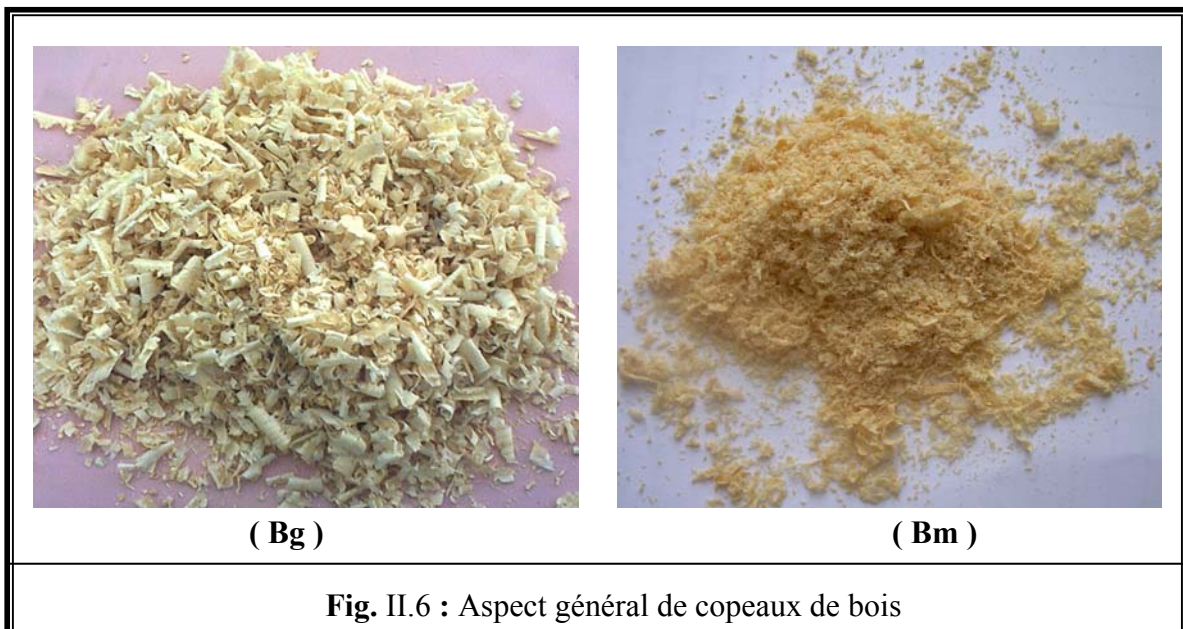 ( Bg ) ( Bm )
Fig. II.6 : Aspect général de copeaux de bois